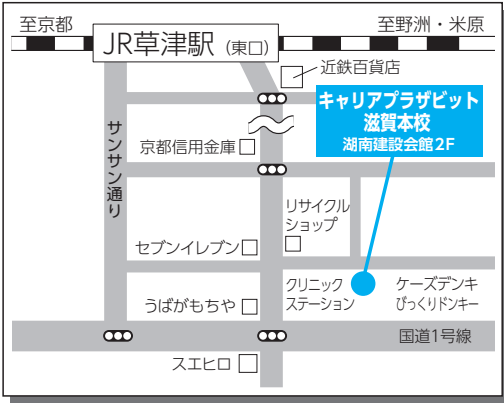 至京都
至野洲・米原
JR草津駅 (東口)
近鉄百貨店
キャリアプラザビット
滋賀本校
湖南建設会館2F
サンサン通り
京都信用金庫
リサイクル
ショップ
セブンイレブン
クリニック
ステーション
ケーズデンキ
びっくりドンキー
うばがもちや
国道1号線
スエヒロ